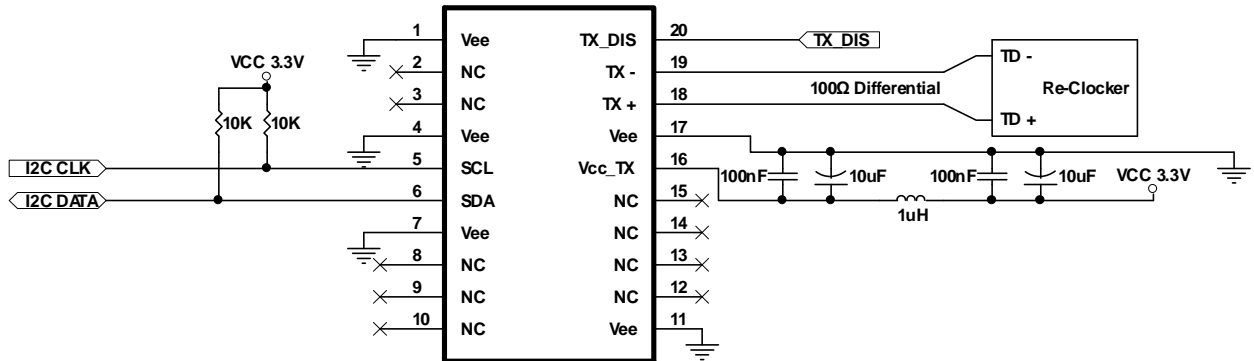 1 Vee TX_DIS 20 TX_DIS
VCC 3.3V 2 NC TX - 19 TD -
100Ω Differential Re-Clocker
3 NC TX + 18 TD +
10K 10K
4 Vee Vee 17
I2C CLK 5 SCL Vcc_TX 16
100nF 10uF 100nF 10uF VCC 3.3V
I2C DATA 6 SDA NC 15
1uH
7 Vee NC 14
8 NC NC 13
9 NC NC 12
10 NC Vee 11